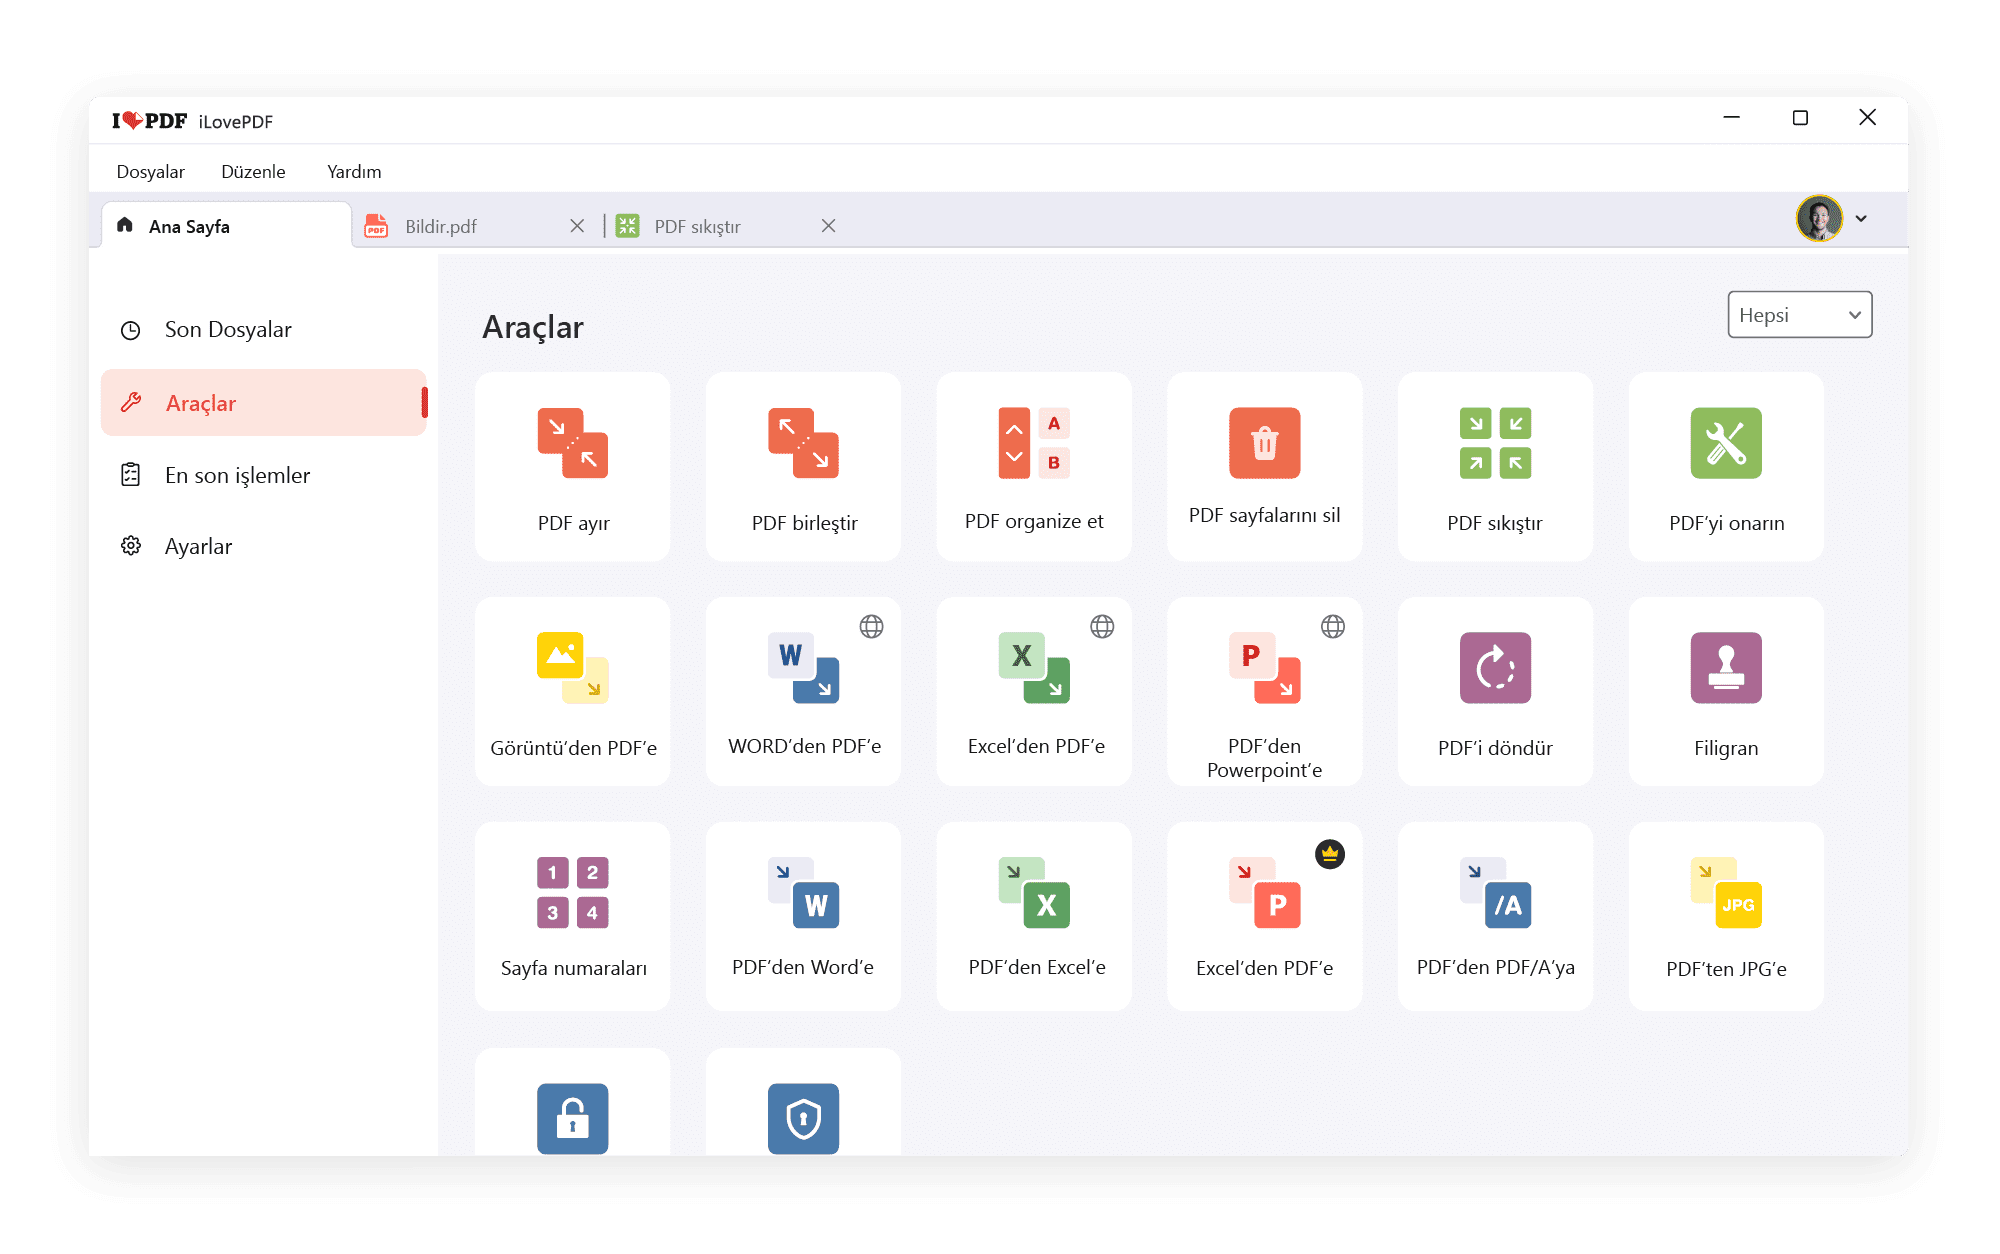 I PDF iLovePDF
Dosyalar Düzenle Yardım
Ana Sayfa Bildir.pdf PDF sıkıştır
PDF
Son Dosyalar
Araçlar
En son işlemler
Ayarlar
Araçlar
Hepsi
A
B
PDF ayır
PDF birleştir
PDF organize et
PDF sayfalarını sil
PDF sıkıştır
PDF'yi onarın
W
X
P
Görüntü'den PDF'e
WORD'den PDF'e
Excel'den PDF'e
PDF'den
Powerpoint'e
PDF'i döndür
Filigran
1 2
3 4
W
X
P
/A
JPG
Sayfa numaraları
PDF'den Word'e
PDF'den Excel'e
Excel'den PDF'e
PDF'den PDF/A'ya
PDF'ten JPG'e